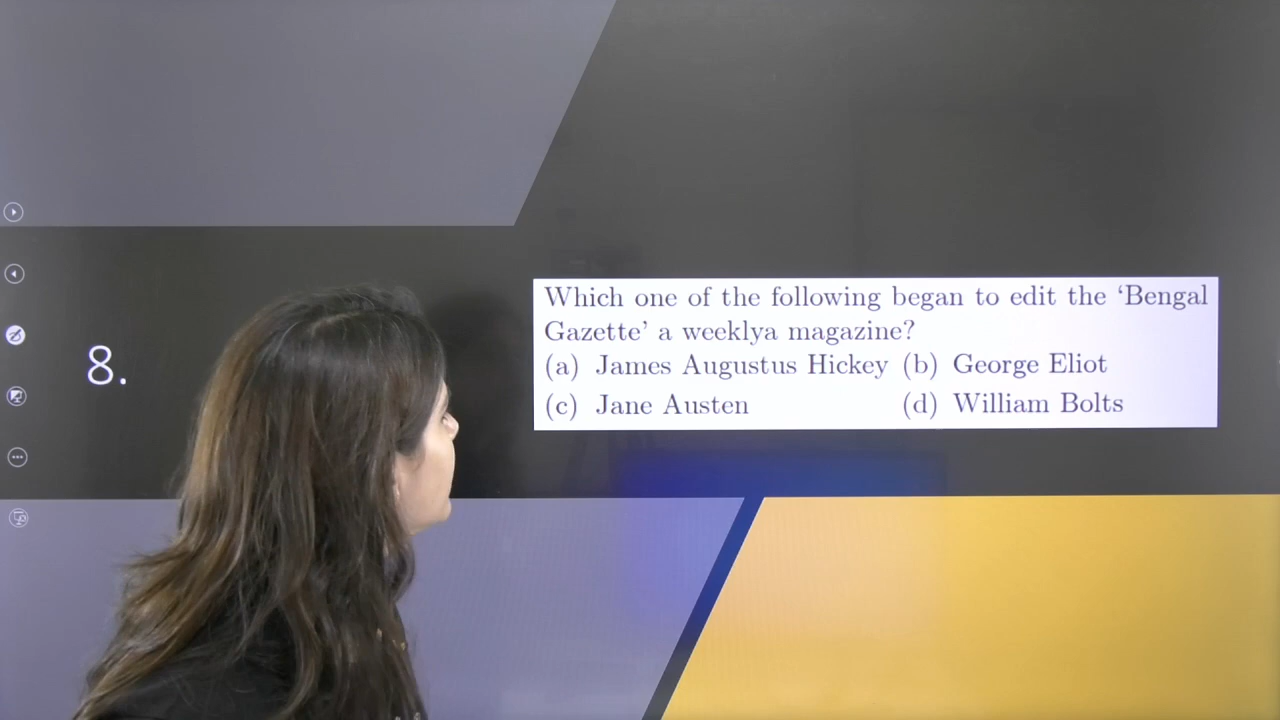 8.
Which one of the following began to edit the ‘Bengal
Gazette’ a weeklya magazine?
(a) James Augustus Hickey (b) George Eliot
(c) Jane Austen (d) William Bolts